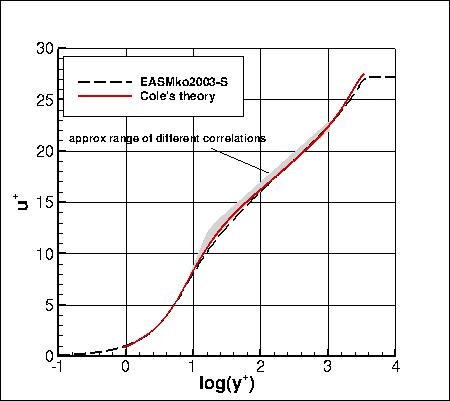 30
25
20
15
10
5
0
u+
EASMko2003-S
Cole's theory
approx range of different correlations
-1 0 1 2 3 4
log(y+)